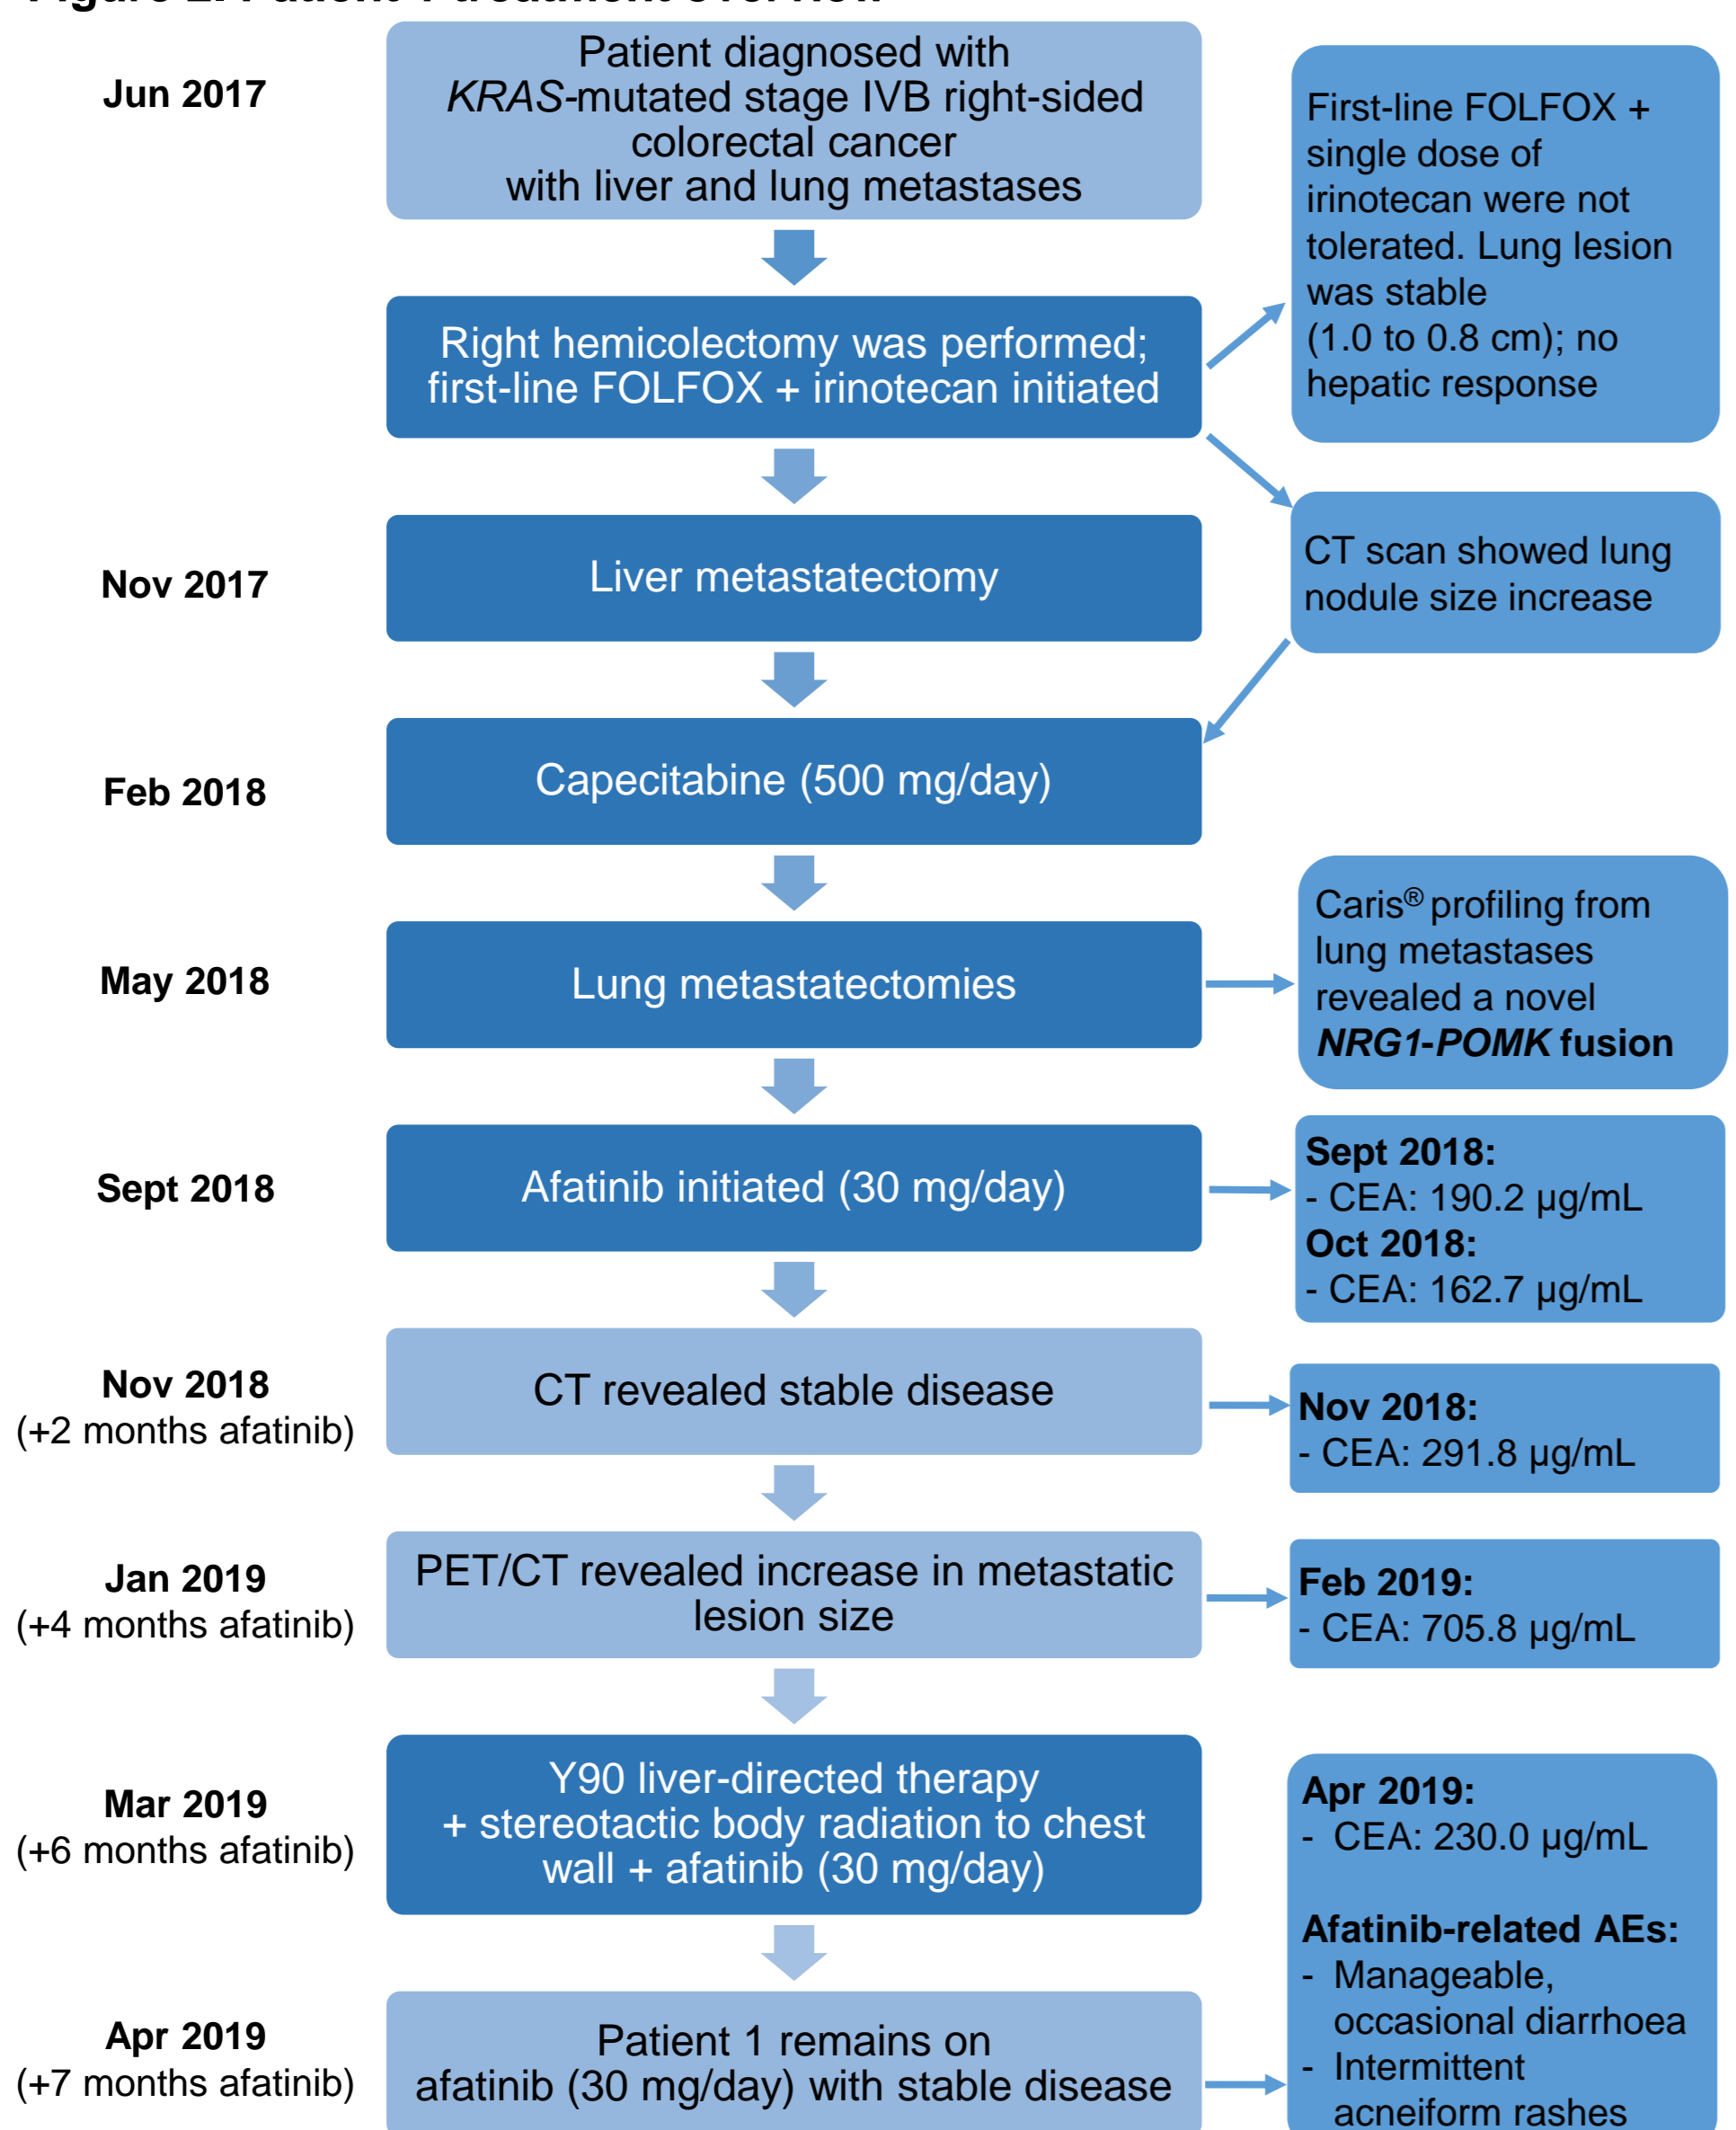 Jun 2017
Patient diagnosed with
KRAS-mutated stage IVB right-sided
colorectal cancer
with liver and lung metastases
First-line FOLFOX +
single dose of
irinotecan were not
tolerated. Lung lesion
was stable
(1.0 to 0.8 cm); no
hepatic response
Right hemicolectomy was performed;
first-line FOLFOX + irinotecan initiated
CT scan showed lung
nodule size increase
Nov 2017
Liver metastatectomy
Feb 2018
Capecitabine (500 mg/day)
May 2018
Lung metastatectomies
Caris® profiling from
lung metastases
revealed a novel
NRG1-POMK fusion
Sept 2018
Afatinib initiated (30 mg/day)
Sept 2018:
- CEA: 190.2 µg/mL
Oct 2018:
- CEA: 162.7 µg/mL
Nov 2018
(+2 months afatinib)
CT revealed stable disease
Nov 2018:
- CEA: 291.8 µg/mL
Jan 2019
(+4 months afatinib)
PET/CT revealed increase in metastatic
lesion size
Feb 2019:
- CEA: 705.8 µg/mL
Mar 2019
(+6 months afatinib)
Y90 liver-directed therapy
+ stereotactic body radiation to chest
wall + afatinib (30 mg/day)
Apr 2019
(+7 months afatinib)
Patient 1 remains on
afatinib (30 mg/day) with stable disease
Apr 2019:
- CEA: 230.0 µg/mL
Afatinib-related AEs:
- Manageable,
occasional diarrhoea
- Intermittent
acneiform rashes